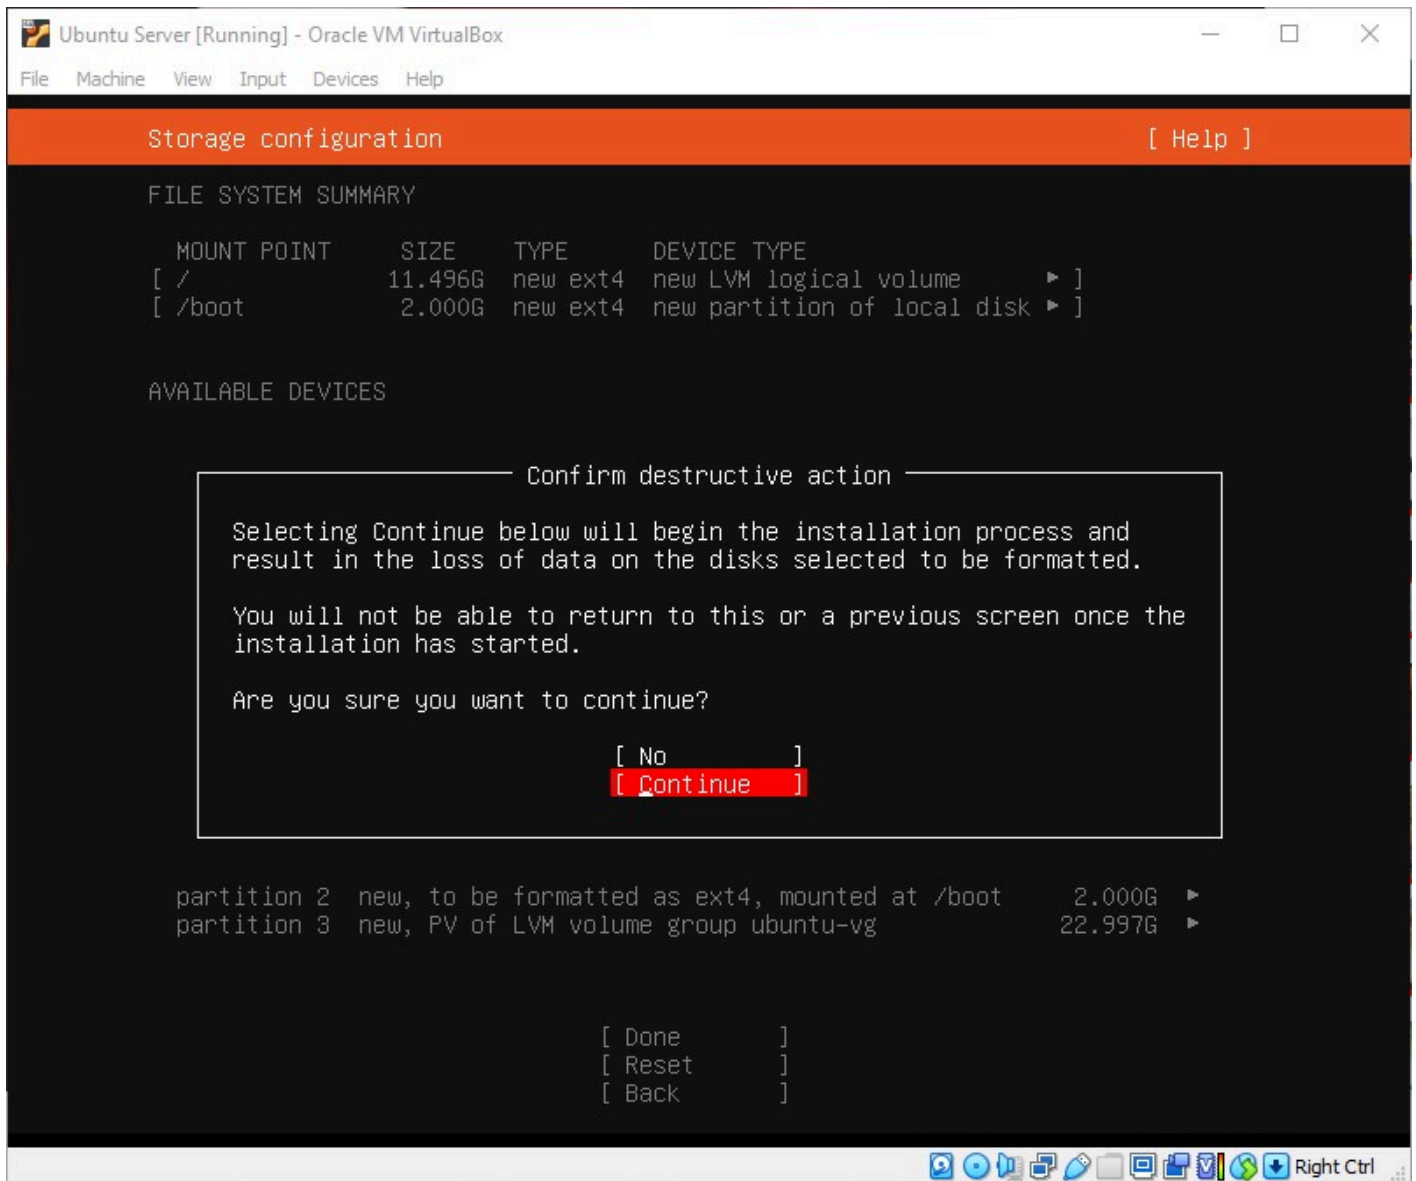 Ubuntu Server [Running] - Oracle VM VirtualBox
File Machine View Input Devices Help
Storage configuration [ Help ]
FILE SYSTEM SUMMARY
MOUNT POINT SIZE TYPE DEVICE TYPE
[ / 11.496G new ext4 new LVM logical volume ▸ ]
[ /boot 2.000G new ext4 new partition of local disk ▸ ]
AVAILABLE DEVICES
Confirm destructive action
Selecting Continue below will begin the installation process and
result in the loss of data on the disks selected to be formatted.
You will not be able to return to this or a previous screen once the
installation has started.
Are you sure you want to continue?
[ No ]
[ Continue ]
partition 2 new, to be formatted as ext4, mounted at /boot 2.000G ▸
partition 3 new, PV of LVM volume group ubuntu-vg 22.997G ▸
[ Done ]
[ Reset ]
[ Back ]
Right Ctrl